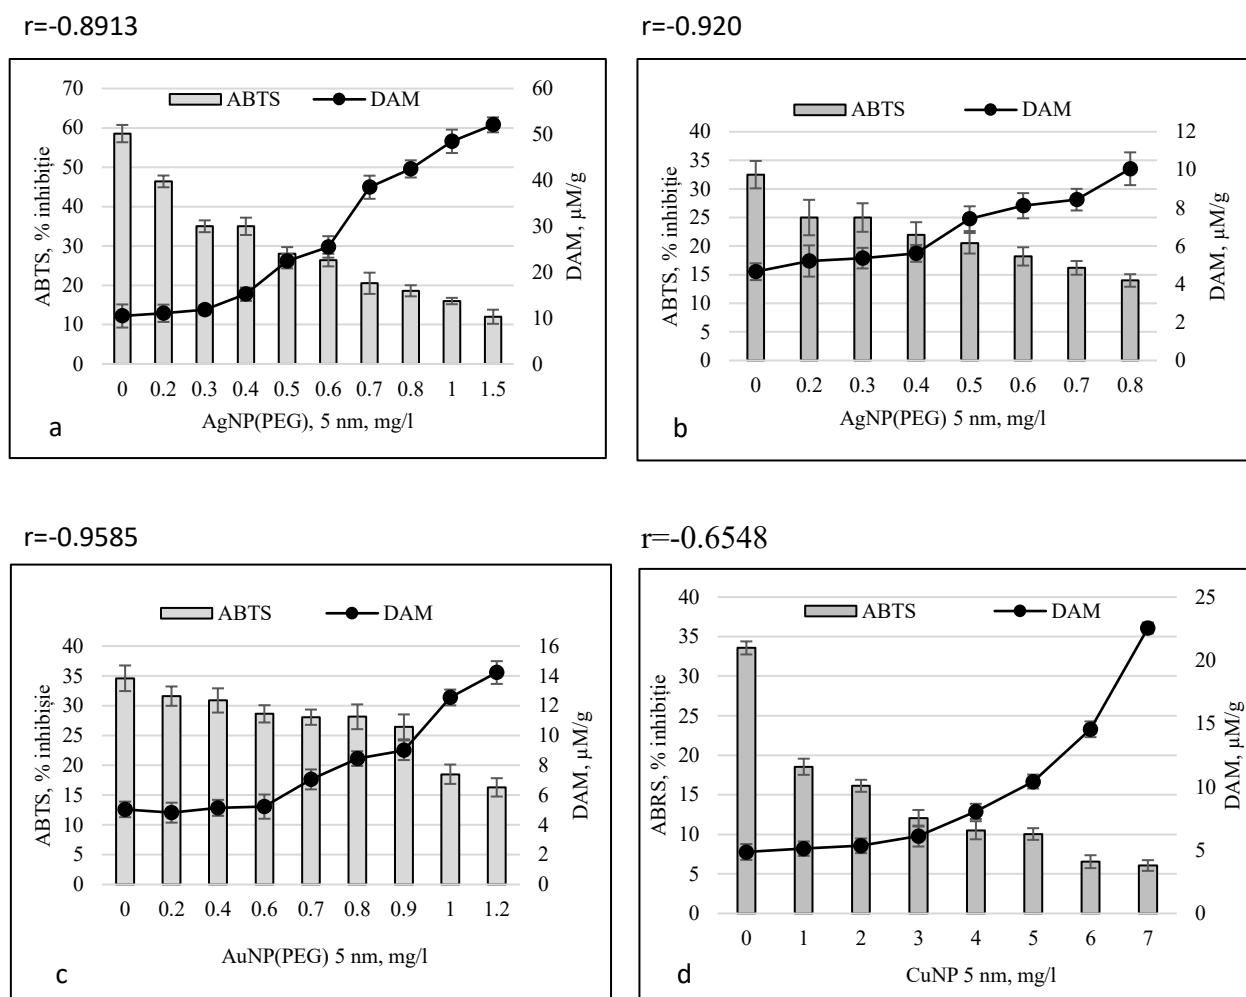 r=-0.8913
ABTS DAM
ABTS, % inhibiție
70
60
50
40
30
20
10
0
DAM, µM/g
60
50
40
30
20
10
0
0 0.2 0.3 0.4 0.5 0.6 0.7 0.8 1 1.5
AgNP(PEG), 5 nm, mg/l
a
r=-0.920
ABTS DAM
ABTS, % inhibiție
40
35
30
25
20
15
10
5
0
DAM, µM/g
12
10
8
6
4
2
0
0 0.2 0.3 0.4 0.5 0.6 0.7 0.8
AgNP(PEG) 5 nm, mg/l
b
r=-0.9585
ABTS DAM
ABTS, % inhibișie
40
35
30
25
20
15
10
5
0
DAM, µM/g
16
14
12
10
8
6
4
2
0
0 0.2 0.4 0.6 0.7 0.8 0.9 1 1.2
AuNP(PEG) 5 nm, mg/l
c
r=-0.6548
ABTS DAM
ABRS, % inhibiție
40
35
30
25
20
15
10
5
0
DAM, µM/g
25
20
15
10
5
0
0 1 2 3 4 5 6 7
CuNP 5 nm, mg/l
d